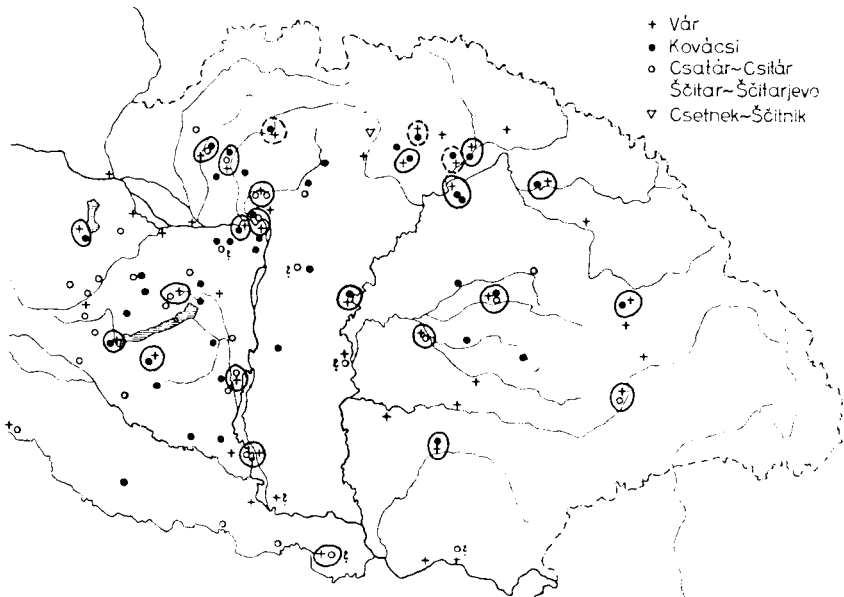 + Vár
● Kovácsi
○ Csatár~Csitár
Ščitar~Ščitarjevo
▽ Csetnek~Ščitnik
?
?
?
?
?
?